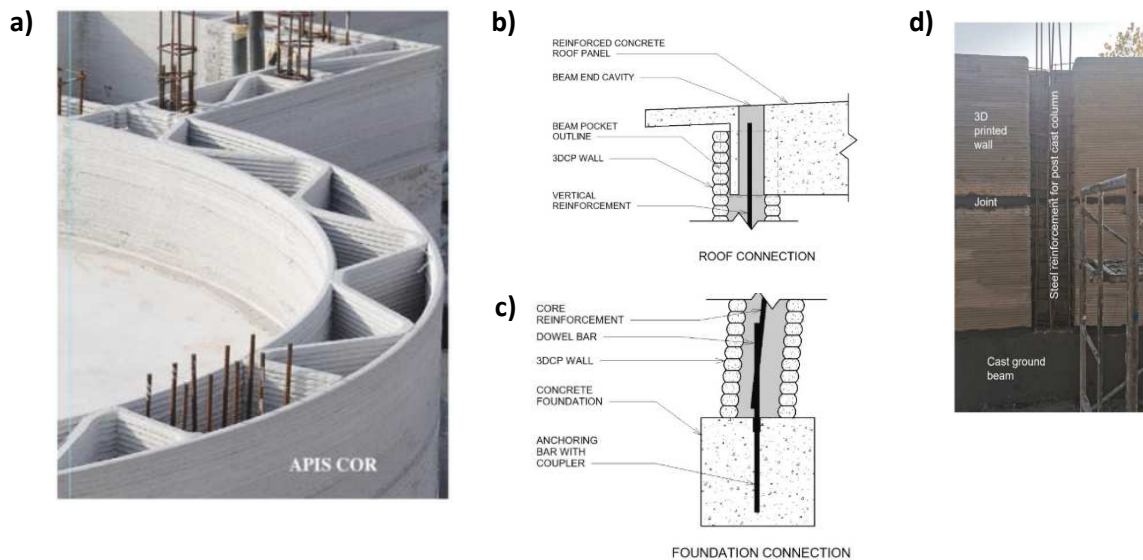 a)
APIS COR
b)
REINFORCED CONCRETE
ROOF PANEL
BEAM END CAVITY
BEAM POCKET
OUTLINE
3DCP WALL
VERTICAL
REINFORCEMENT
ROOF CONNECTION
c)
CORE
REINFORCEMENT
DOWEL BAR
3DCP WALL
CONCRETE
FOUNDATION
ANCHORING
BAR WITH
COUPLER
FOUNDATION CONNECTION
d)
3D
printed
wall
Joint
Steel reinforcement for post cast column
Cast ground
beam